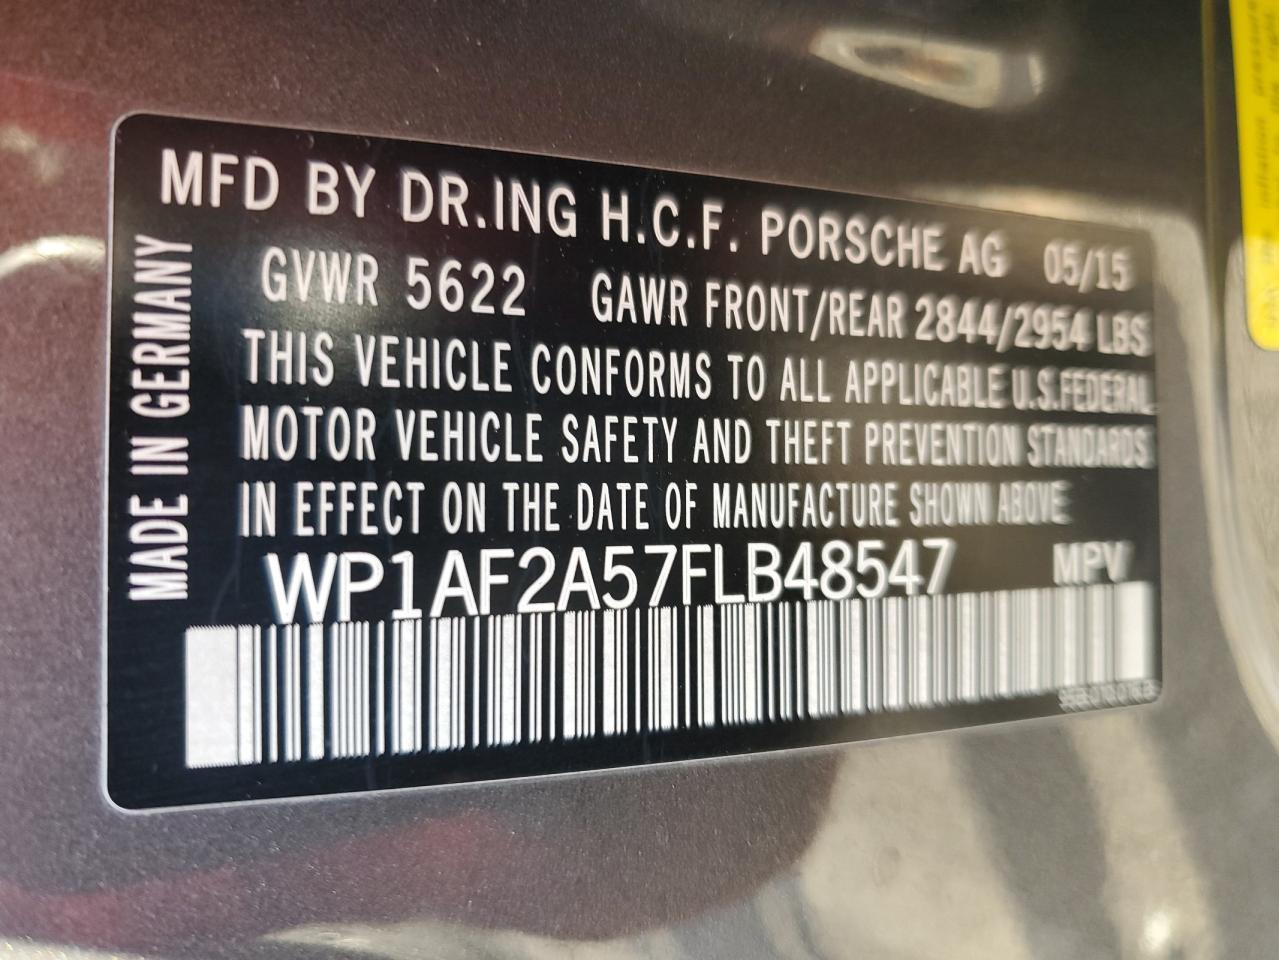 MFD BY DR.ING H.C.F. PORSCHE AG 05/15
GVWR 5622 GAWR FRONT/REAR 2844/2954 LBS
THIS VEHICLE CONFORMS TO ALL APPLICABLE U.S.FEDERAL
MOTOR VEHICLE SAFETY AND THEFT PREVENTION STANDARDS
IN EFFECT ON THE DATE OF MANUFACTURE SHOWN ABOVE
WP1AF2A57FLB48547 MPV
MADE IN GERMANY